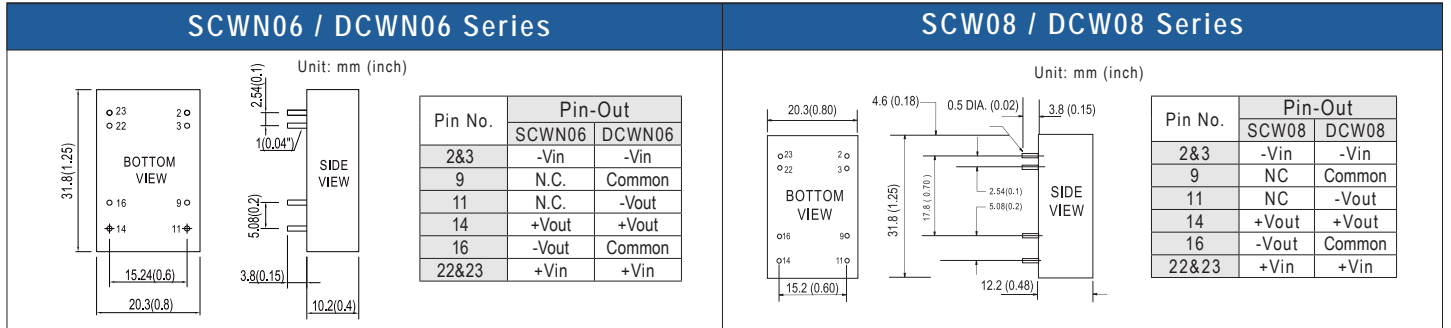 SCWN06 / DCWN06 Series
Unit: mm (inch)
2.54(0.1)
23
2
22
3
1(0.04")
BOTTOM
VIEW
SIDE
VIEW
31.8(1.25)
16
9
14
11
5.08(0.2)
15.24(0.6)
3.8(0.15)
20.3(0.8)
10.2(0.4)
Pin No. Pin-Out
SCWN06 DCWN06
2&3 -Vin -Vin
9 N.C. Common
11 N.C. -Vout
14 +Vout +Vout
16 -Vout Common
22&23 +Vin +Vin
SCW08 / DCW08 Series
Unit: mm (inch)
20.3(0.80)
4.6 (0.18)
0.5 DIA. (0.02)
3.8 (0.15)
23
2
22
3
BOTTOM
VIEW
31.8 (1.25)
17.8 ( 0.70 )
2.54(0.1)
5.08(0.2)
SIDE
VIEW
16
9
14
11
15.2 (0.60)
12.2 (0.48)
Pin No. Pin-Out
SCW08 DCW08
2&3 -Vin -Vin
9 NC Common
11 NC -Vout
14 +Vout +Vout
16 -Vout Common
22&23 +Vin +Vin